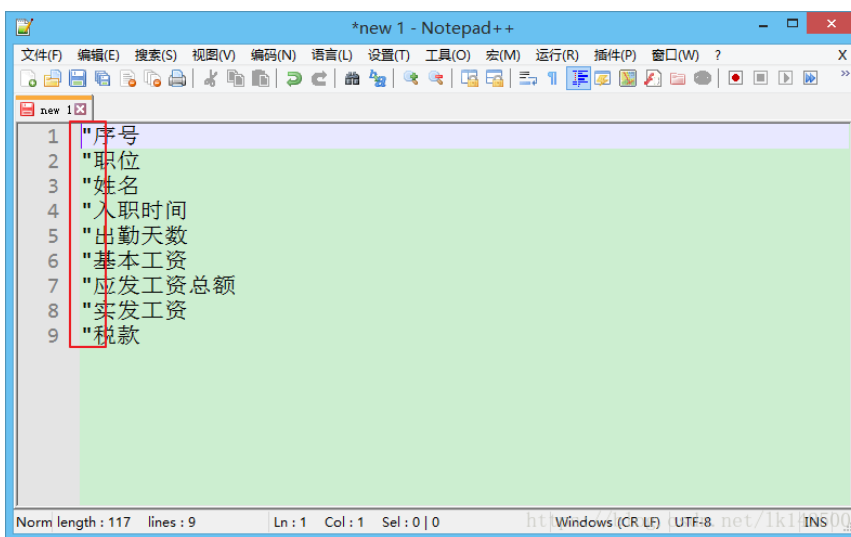 *new 1 - Notepad++
文件(F) 编辑(E) 搜索(S) 视图(V) 编码(N) 语言(L) 设置(T) 工具(O) 宏(M) 运行(R) 插件(P) 窗口(W) ? X
new 1
1 "序号
2 "职位
3 "姓名
4 "入职时间
5 "出勤天数
6 "基本工资
7 "应发工资总额
8 "实发工资
9 "税款
Norm length : 117 lines : 9 Ln : 1 Col : 1 Sel : 0 | 0 Windows (CR LF) UTF-8 INS